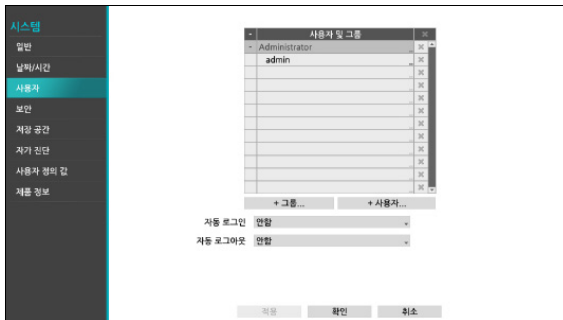 시스템
일반
날짜/시간
사용자
보안
저장 공간
자가 진단
사용자 정의 값
제품 정보
사용자 및 그룹
Administrator
admin
+ 그룹...
+ 사용자...
자동 로그인 안함
자동 로그아웃 안함
적용 확인 취소